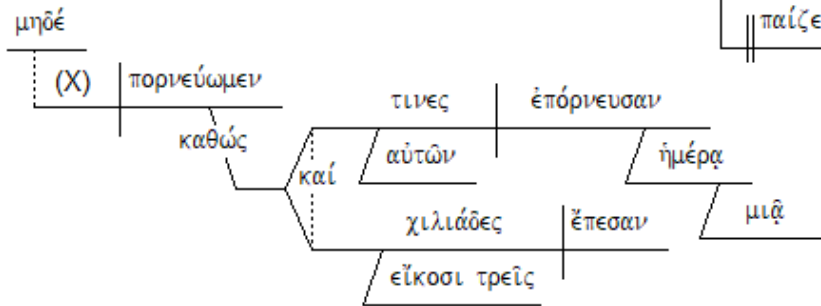 μηδέ
παίζε
(X) πορνεύωμεν
τινες ἐπόρνευσαν
καθώς
αὐτῶν ἡμέρᾳ
καί
μιᾷ
χιλιάδες ἔπεσαν
εἴκοσι τρεῖς